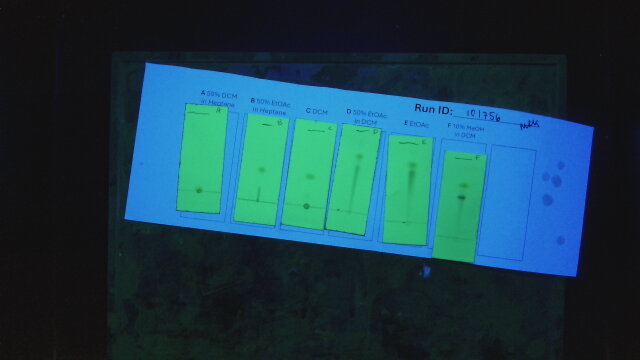 A 50% DCM
in Heptane
B 50% EtOAc
in Heptane
C DCM
D 50% EtOAc
in DCM
E EtOAc
F 10% MeOH
in DCM
Run ID: 101756
A
B
C
D
E
F